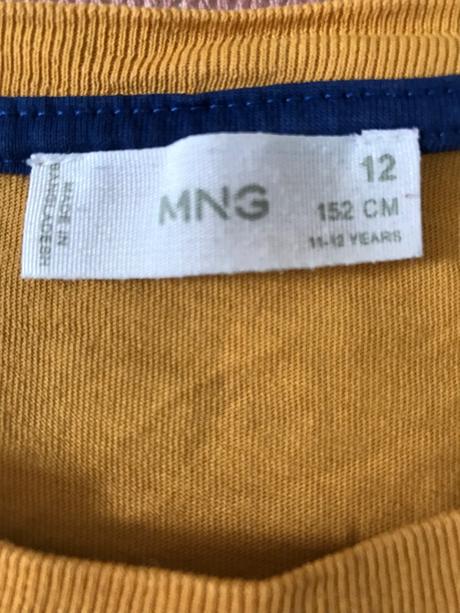 MADE IN
BANGLADESH
MNG
12
152 CM
11-12 YEARS